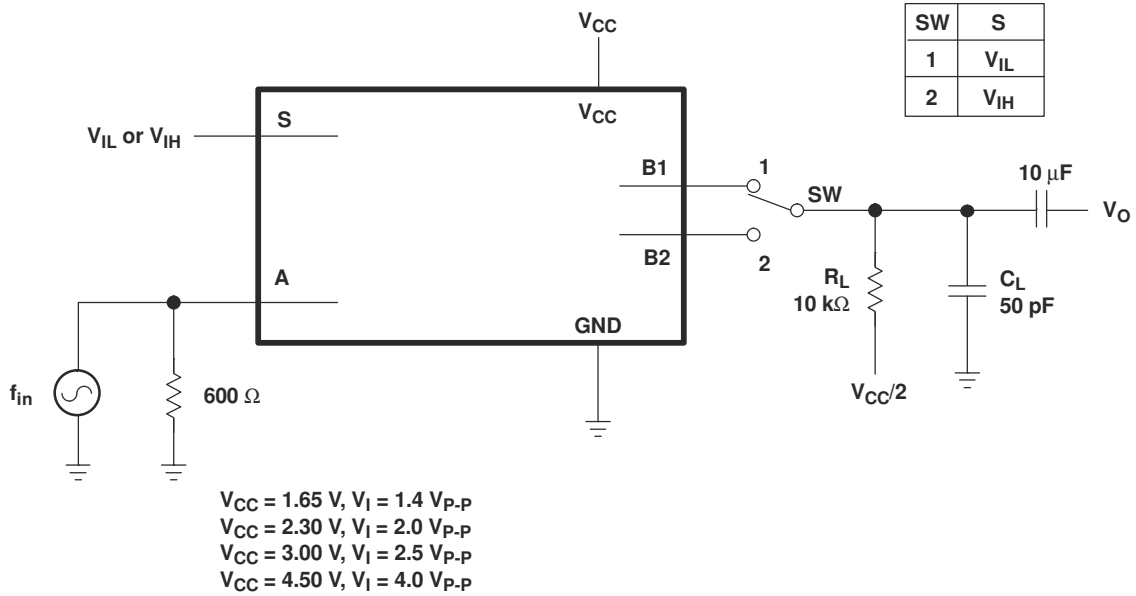 V_CC
SW S
1 V_IL
2 V_IH
V_CC
S
V_IL or V_IH
B1
1
SW
10 μF
V_O
B2
2
A
R_L
10 kΩ
C_L
50 pF
GND
f_in
600 Ω
V_CC/2
V_CC = 1.65 V, V_I = 1.4 V_P-P
V_CC = 2.30 V, V_I = 2.0 V_P-P
V_CC = 3.00 V, V_I = 2.5 V_P-P
V_CC = 4.50 V, V_I = 4.0 V_P-P